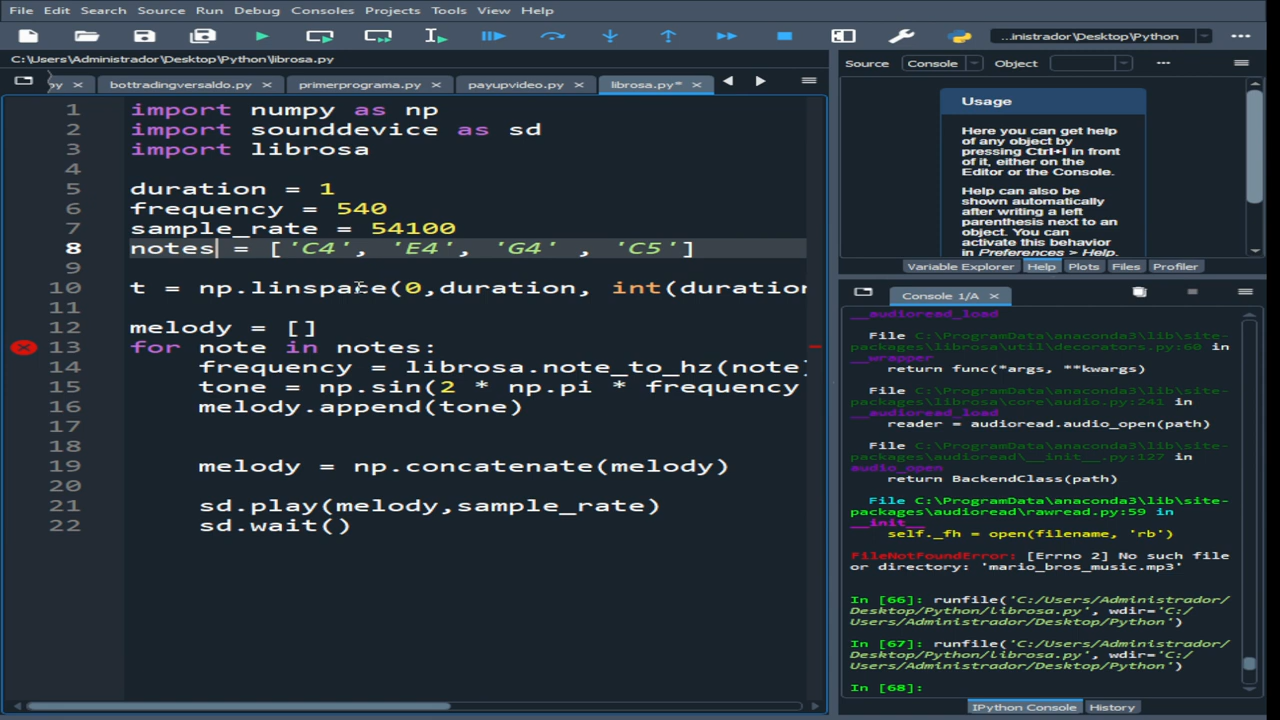 File Edit Search Source Run Debug Consoles Projects Tools View Help
...inistrador\Desktop\Python
C:\Users\Administrador\Desktop\Python\librosa.py
Source Console Object
bottradingversaldo.py primerprograma.py payupvideo.py librosa.py*
Usage
Here you can get help
of any object by
pressing Ctrl+I in front
of it, either on the
Editor or the Console.
Help can also be
shown automatically
after writing a left
parenthesis next to an
object. You can
activate this behavior
in Preferences > Help.
Variable Explorer Help Plots Files Profiler
1 import numpy as np
2 import sounddevice as sd
3 import librosa
4
5 duration = 1
6 frequency = 540
7 sample_rate = 54100
8 notes = ['C4', 'E4', 'G4' , 'C5']
9
10 t = np.linspace(0,duration, int(duration
11
12 melody = []
13 for note in notes:
14 frequency = librosa.note_to_hz(note)
15 tone = np.sin(2 * np.pi * frequency
16 melody.append(tone)
17
18
19 melody = np.concatenate(melody)
20
21 sd.play(melody,sample_rate)
22 sd.wait()
Console 1/A
__audioread_load
File C:\ProgramData\anaconda3\lib\site-
packages\librosa\util\decorators.py:60 in
__wrapper
return func(*args, **kwargs)
File C:\ProgramData\anaconda3\lib\site-
packages\librosa\core\audio.py:241 in
__audioread_load
reader = audioread.audio_open(path)
File C:\ProgramData\anaconda3\lib\site-
packages\audioread\__init__.py:127 in
audio_open
return BackendClass(path)
File C:\ProgramData\anaconda3\lib\site-
packages\audioread\rawread.py:59 in
__init__
self._fh = open(filename, 'rb')
FileNotFoundError: [Errno 2] No such file
or directory: 'mario_bros_music.mp3'
In [66]: runfile('C:/Users/Administrador/
Desktop/Python/librosa.py', wdir='C:/
Users/Administrador/Desktop/Python')
In [67]: runfile('C:/Users/Administrador/
Desktop/Python/librosa.py', wdir='C:/
Users/Administrador/Desktop/Python')
In [68]:
IPython Console History